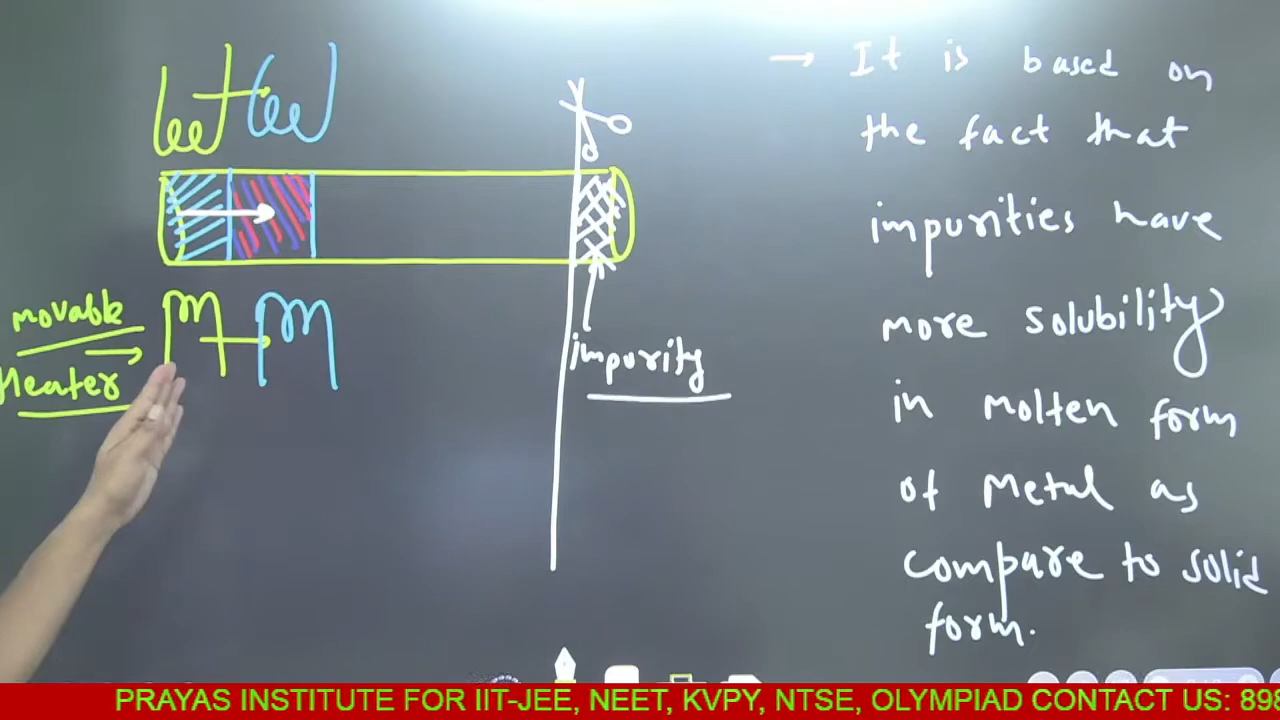 → It is based on
the fact that
impurities have
more solubility
in molten form
of metal as
compare to solid
form.
movable
Heater
impurity
PRAYAS INSTITUTE FOR IIT-JEE, NEET, KVPY, NTSE, OLYMPIAD CONTACT US: 898